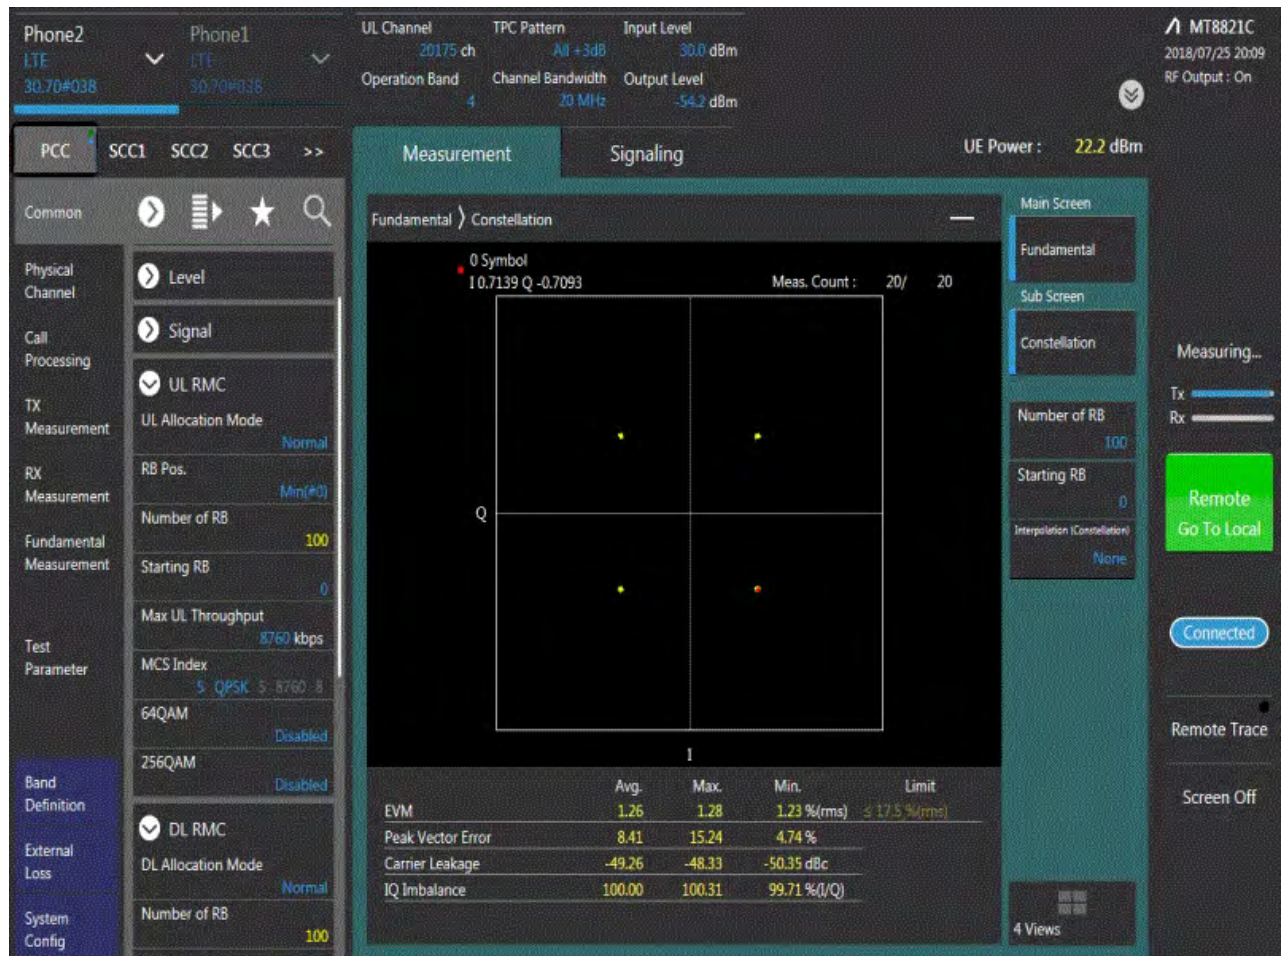 Phone2
LTE
30.70#038
Phone1
LTE
30.70#038
UL Channel
20175 ch
TPC Pattern
All +3dB
Input Level
30.0 dBm
Operation Band
4
Channel Bandwidth
20 MHz
Output Level
-54.2 dBm
MT8821C
2018/07/25 20:09
RF Output : On
PCC SCC1 SCC2 SCC3 >>
Measurement
Signaling
UE Power : 22.2 dBm
Common
Physical
Channel
Call
Processing
TX
Measurement
RX
Measurement
Fundamental
Measurement
Test
Parameter
Band
Definition
External
Loss
System
Config
Level
Signal
UL RMC
UL Allocation Mode
Normal
RB Pos.
Min(#0)
Number of RB
100
Starting RB
0
Max UL Throughput
8760 kbps
MCS Index
5 QPSK 5 8760 8
64QAM
Disabled
256QAM
Disabled
DL RMC
DL Allocation Mode
Normal
Number of RB
100
Fundamental 〉 Constellation
0 Symbol
I 0.7139 Q -0.7093
Meas. Count : 20/ 20
Q
I
Avg. Max. Min. Limit
EVM 1.26 1.28 1.23 %(rms) ≤ 17.5 %(rms)
Peak Vector Error 8.41 15.24 4.74 %
Carrier Leakage -49.26 -48.33 -50.35 dBc
IQ Imbalance 100.00 100.31 99.71 %(I/Q)
Main Screen
Fundamental
Sub Screen
Constellation
Number of RB
100
Starting RB
0
Interpolation (Constellation)
None
4 Views
Measuring...
Tx
Rx
Remote
Go To Local
Connected
Remote Trace
Screen Off